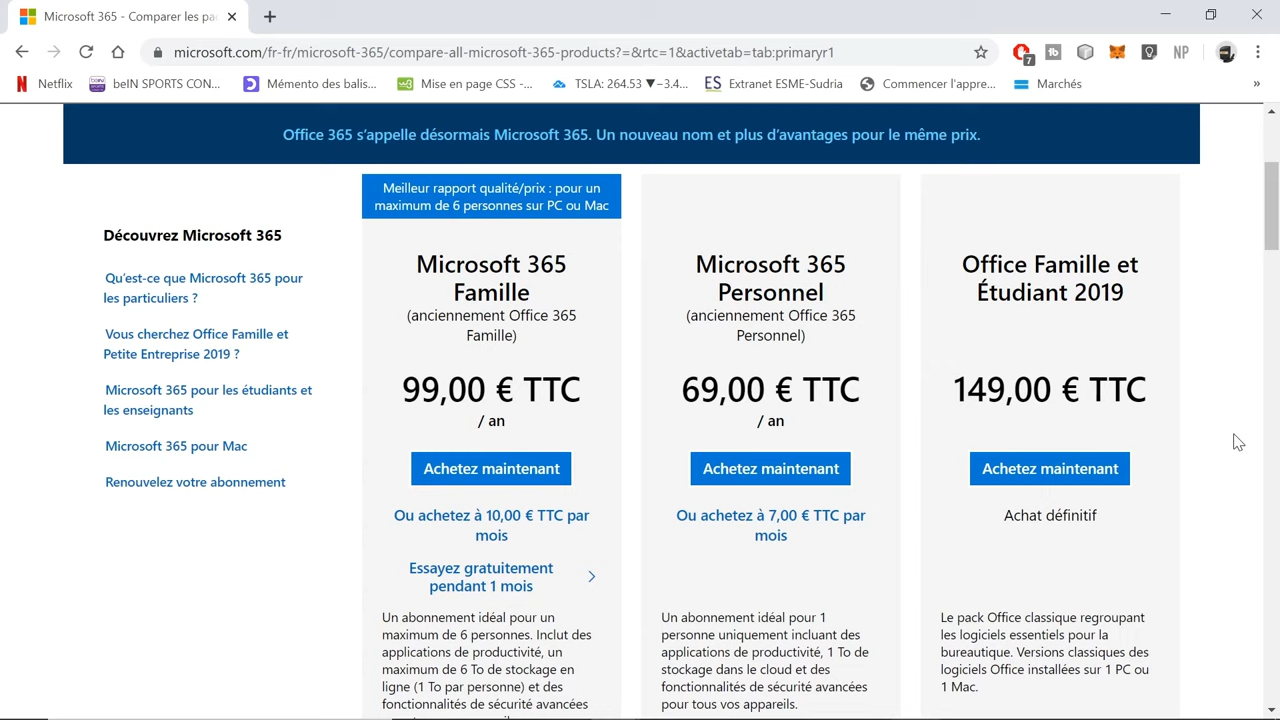 Microsoft 365 - Comparer les pac
microsoft.com/fr-fr/microsoft-365/compare-all-microsoft-365-products?=&rtc=1&activetab=tab:primaryr1
7
tb
NP
N Netflix
beIN SPORTS CON...
Mémento des balis...
Mise en page CSS -...
TSLA: 264.53 ▼−3.4...
ES Extranet ESME-Sudria
Commencer l'appre...
Marchés
»
Office 365 s'appelle désormais Microsoft 365. Un nouveau nom et plus d'avantages pour le même prix.
Découvrez Microsoft 365
Qu'est-ce que Microsoft 365 pour
les particuliers ?
Vous cherchez Office Famille et
Petite Entreprise 2019 ?
Microsoft 365 pour les étudiants et
les enseignants
Microsoft 365 pour Mac
Renouvelez votre abonnement
Meilleur rapport qualité/prix : pour un
maximum de 6 personnes sur PC ou Mac
Microsoft 365
Famille
(anciennement Office 365
Famille)
99,00 € TTC
/ an
Achetez maintenant
Ou achetez à 10,00 € TTC par
mois
Essayez gratuitement
pendant 1 mois
Un abonnement idéal pour un
maximum de 6 personnes. Inclut des
applications de productivité, un
maximum de 6 To de stockage en
ligne (1 To par personne) et des
fonctionnalités de sécurité avancées
Microsoft 365
Personnel
(anciennement Office 365
Personnel)
69,00 € TTC
/ an
Achetez maintenant
Ou achetez à 7,00 € TTC par
mois
Un abonnement idéal pour 1
personne uniquement incluant des
applications de productivité, 1 To de
stockage dans le cloud et des
fonctionnalités de sécurité avancées
pour tous vos appareils.
Office Famille et
Étudiant 2019
149,00 € TTC
Achetez maintenant
Achat définitif
Le pack Office classique regroupant
les logiciels essentiels pour la
bureautique. Versions classiques des
logiciels Office installées sur 1 PC ou
1 Mac.